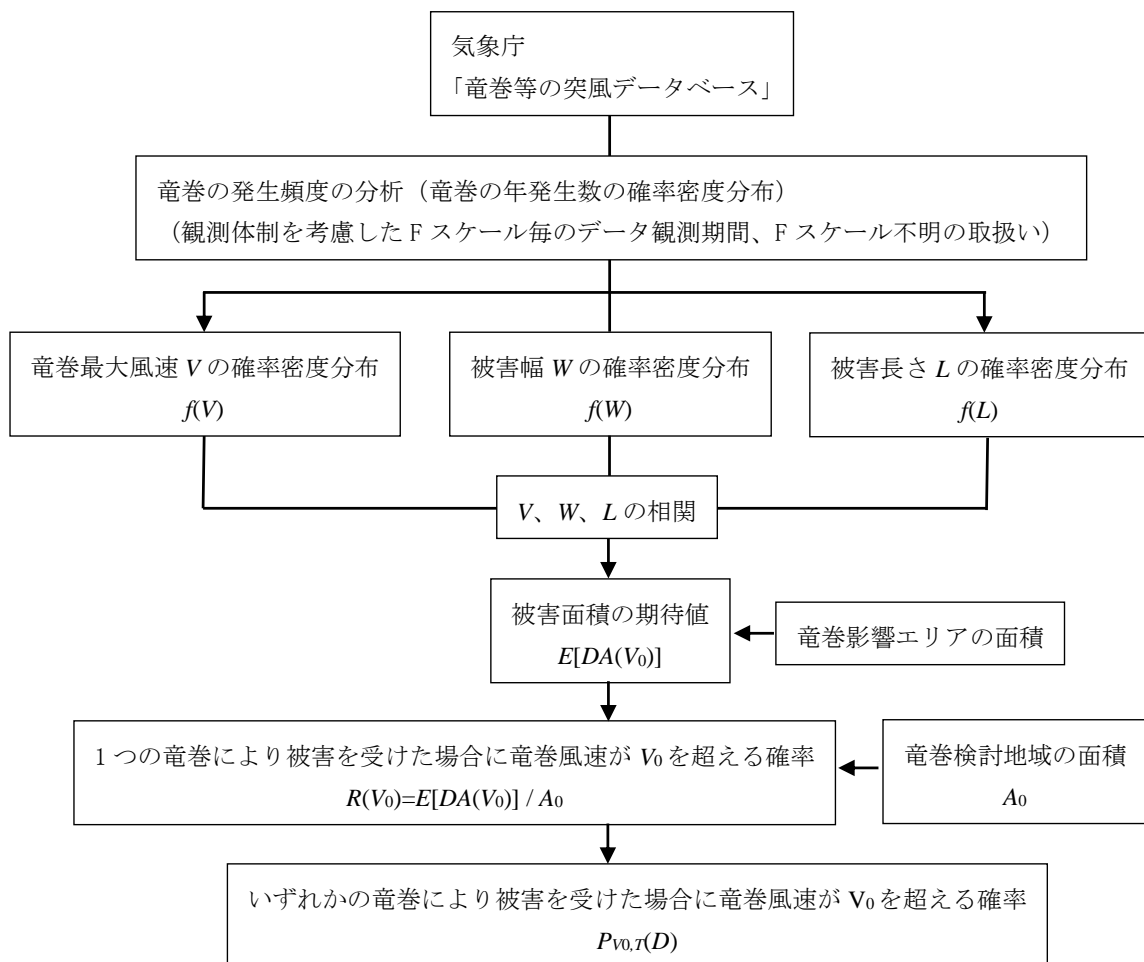 気象庁
「竜巻等の突風データベース」
竜巻の発生頻度の分析（竜巻の年発生数の確率密度分布）
（観測体制を考慮した F スケール毎のデータ観測期間、F スケール不明の取扱い）
竜巻最大風速 V の確率密度分布
f(V)
被害幅 W の確率密度分布
f(W)
被害長さ L の確率密度分布
f(L)
V、W、L の相関
被害面積の期待値
E[DA(V0)]
竜巻影響エリアの面積
1 つの竜巻により被害を受けた場合に竜巻風速が V0 を超える確率
R(V0)=E[DA(V0)] / A0
竜巻検討地域の面積
A0
いずれかの竜巻により被害を受けた場合に竜巻風速が V0 を超える確率
PV0,T(D)